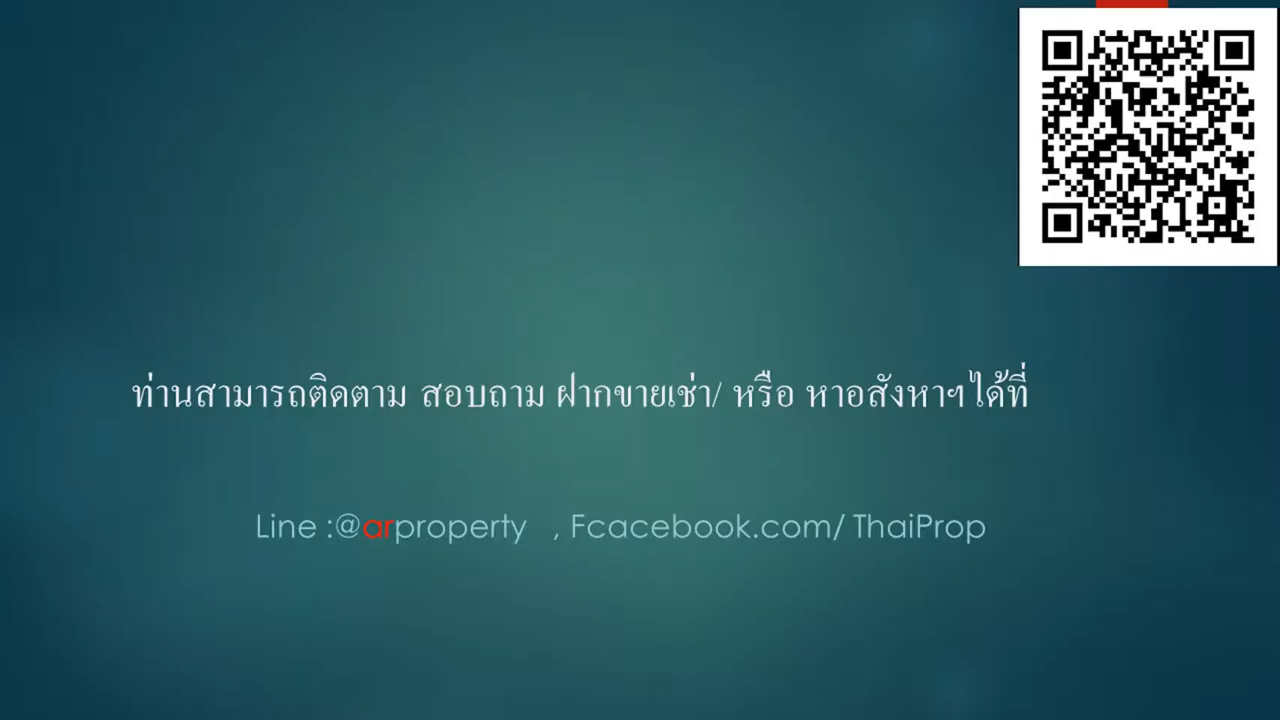 ท่านสามารถติดตาม สอบถาม ฝากขายเช่า/ หรือ หาอสังหาฯได้ที่
Line :@arproperty , Fcacebook.com/ ThaiProp